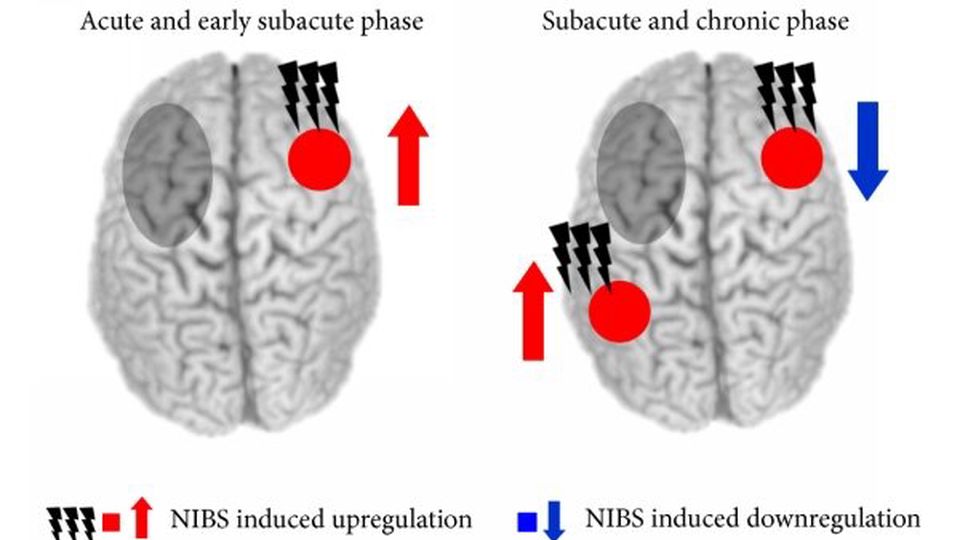 Acute and early subacute phase
Subacute and chronic phase
NIBS induced upregulation
NIBS induced downregulation